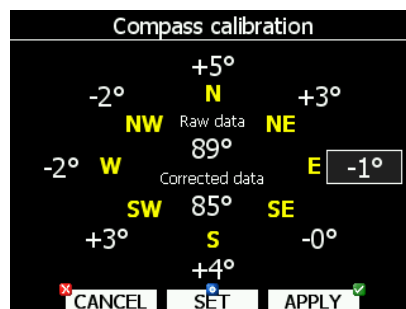 Compass calibration
+5°
-2° N +3°
NW Raw data NE
89°
-2° W E -1°
Corrected data
SW 85° SE
+3° S -0°
+4°
CANCEL SET APPLY